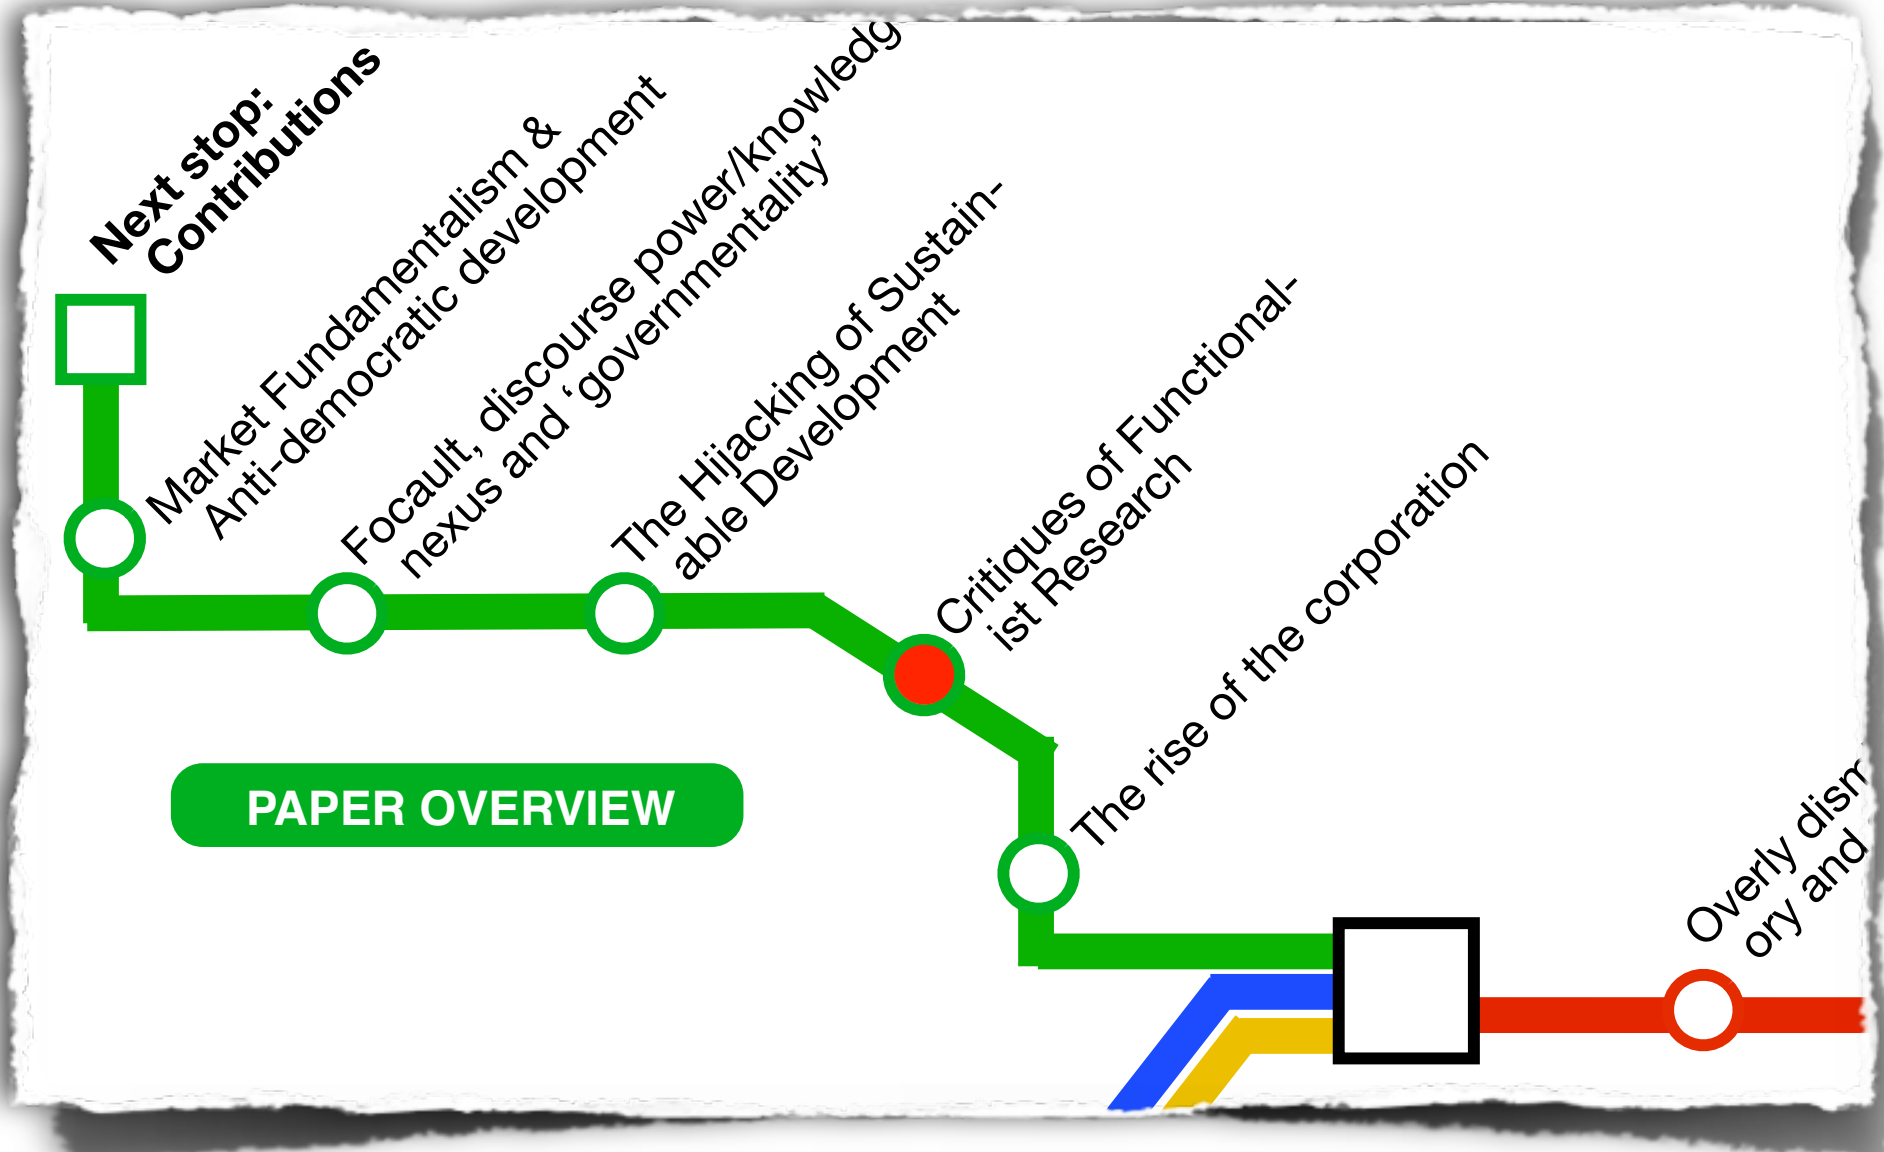 Next stop:
Contributions
Market Fundamentalism &
Anti-democratic development
Focault, discourse power/knowledg
nexus and ‘governmentality’
The Hijacking of Sustain-
able Development
Critiques of Functional-
ist Research
The rise of the corporation
PAPER OVERVIEW
Overly dism
ory and